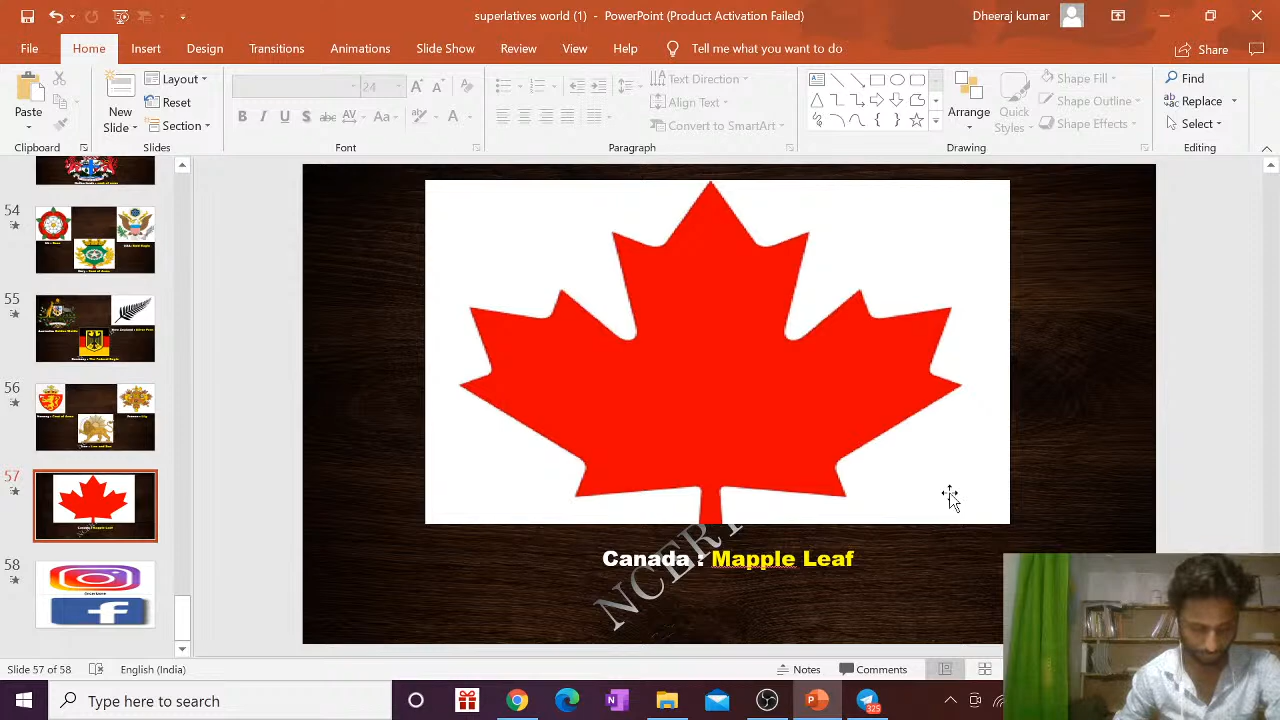 superlatives world (1) - PowerPoint (Product Activation Failed)
Dheeraj kumar
File Home Insert Design Transitions Animations Slide Show Review View Help Tell me what you want to do
Share
Paste
Clipboard
New Slide
Layout
Reset
Section
Slides
24
Font
Text Direction
Align Text
Convert to SmartArt
Paragraph
Arrange
Quick Styles
Shape Fill
Shape Outline
Shape Effects
Drawing
Find
Replace
Select
Editing
54
55
56
57
58
Canada : Mapple Leaf
NCERT
Slide 57 of 58
English (India)
Notes
Comments
Type here to search
325